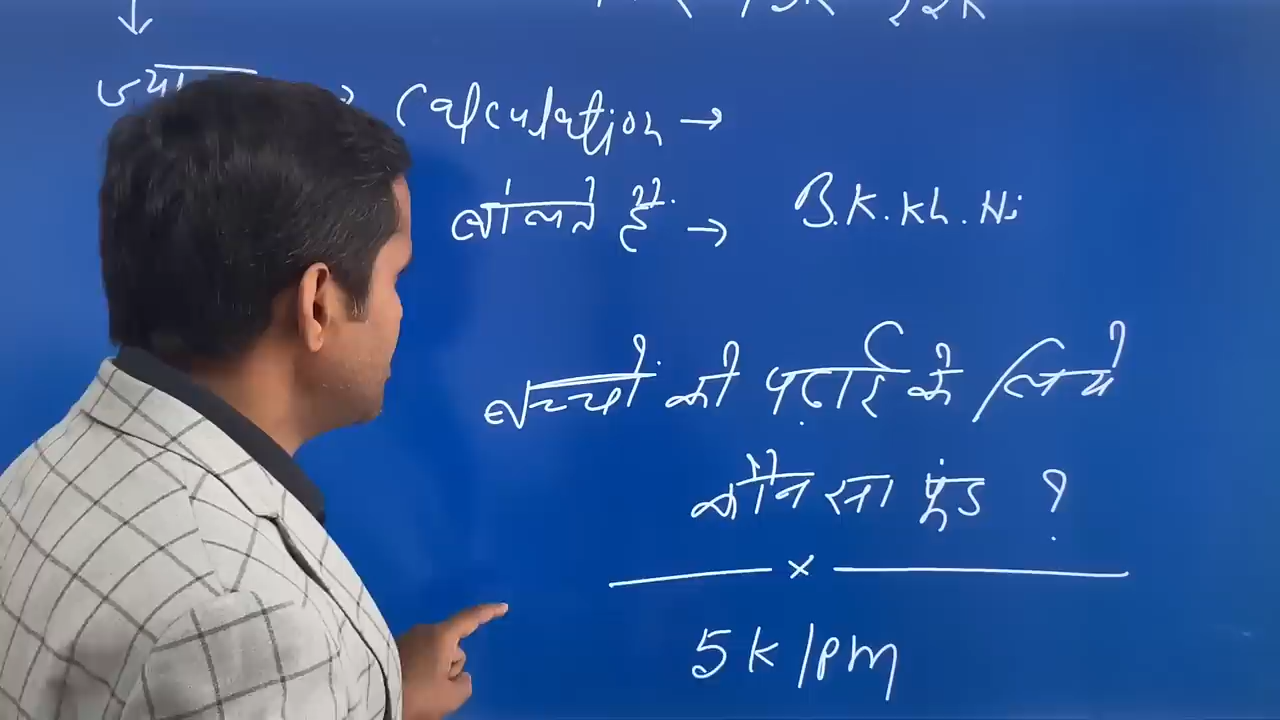 Calculation →
बोलते हैं. → B.K.Kh.Ni
बच्चों की पढाई के लिये
कौन सा फंड ?
x
5K/pm